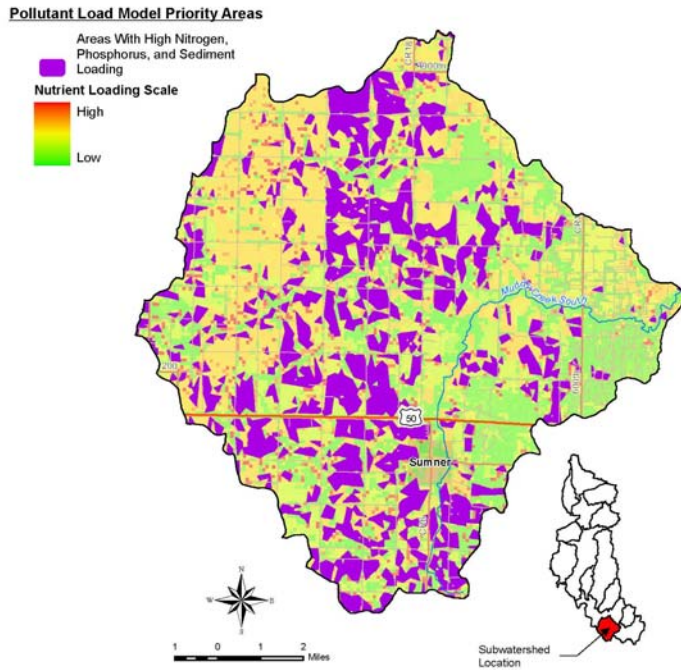 Pollutant Load Model Priority Areas
Areas With High Nitrogen,
Phosphorus, and Sediment
Loading
Nutrient Loading Scale
High
Low
Muddy Creek South
200
50
Sumner
N
W
S
1 0 1 2
Miles
Subwatershed
Location